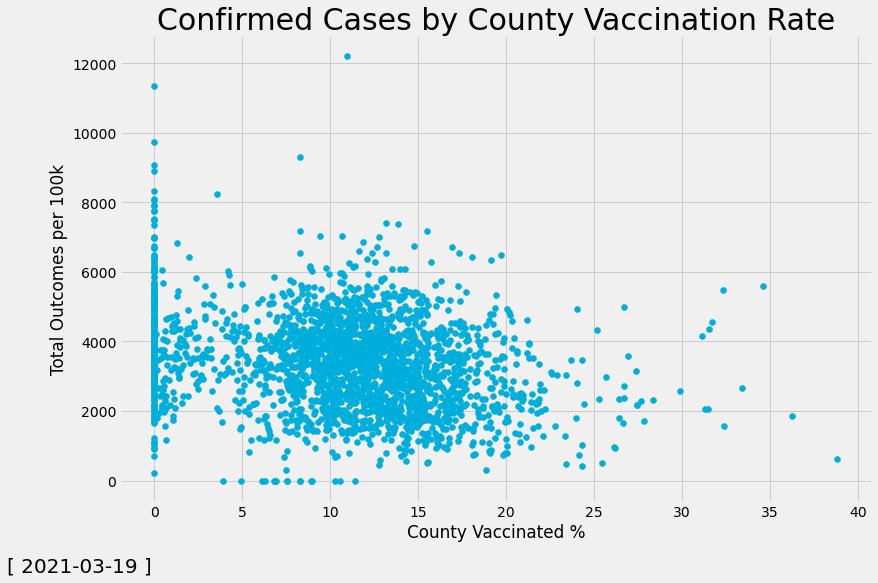 Confirmed Cases by County Vaccination Rate
12000
10000
8000
6000
4000
2000
0
Total Outcomes per 100k
0 5 10 15 20 25 30 35 40
County Vaccinated %
[ 2021-03-19 ]